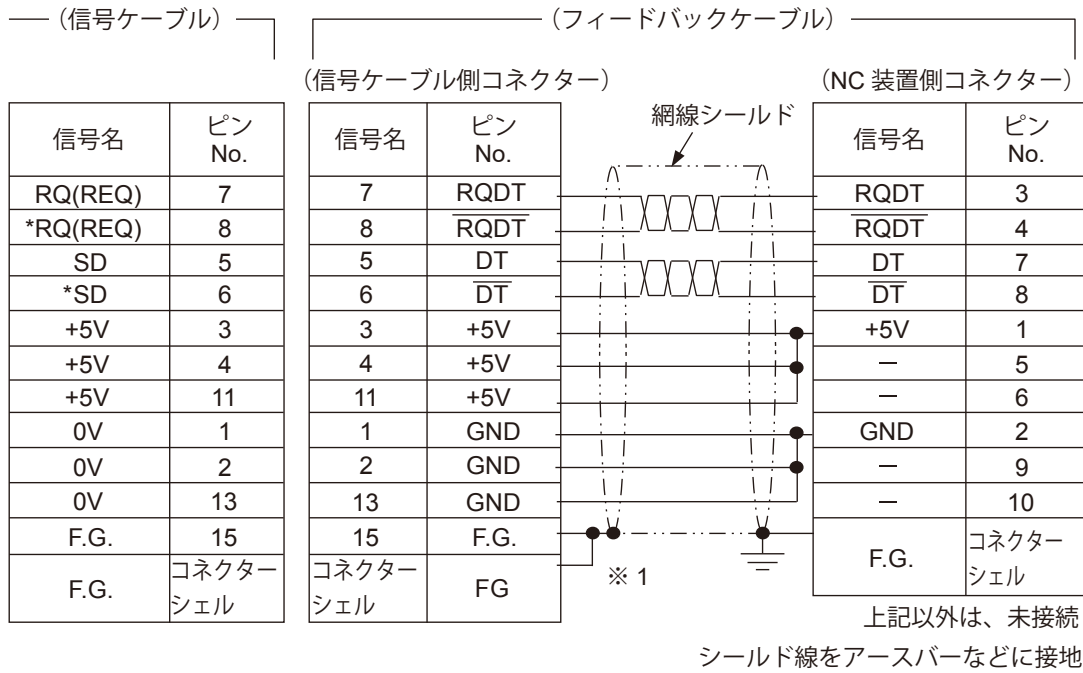 (信号ケーブル) (フィードバックケーブル)
(信号ケーブル側コネクター) (NC 装置側コネクター)
網線シールド
信号名 ピン No. 信号名 ピン No. 信号名 ピン No.
RQ(REQ) 7 7 RQDT RQDT 3
*RQ(REQ) 8 8 R̅Q̅D̅T̅ R̅Q̅D̅T̅ 4
SD 5 5 DT DT 7
*SD 6 6 D̅T̅ D̅T̅ 8
+5V 3 3 +5V +5V 1
+5V 4 4 +5V － 5
+5V 11 11 +5V － 6
0V 1 1 GND GND 2
0V 2 2 GND － 9
0V 13 13 GND － 10
F.G. 15 15 F.G. F.G. コネクターシェル
F.G. コネクターシェル コネクターシェル FG
※ 1
上記以外は、未接続
シールド線をアースバーなどに接地